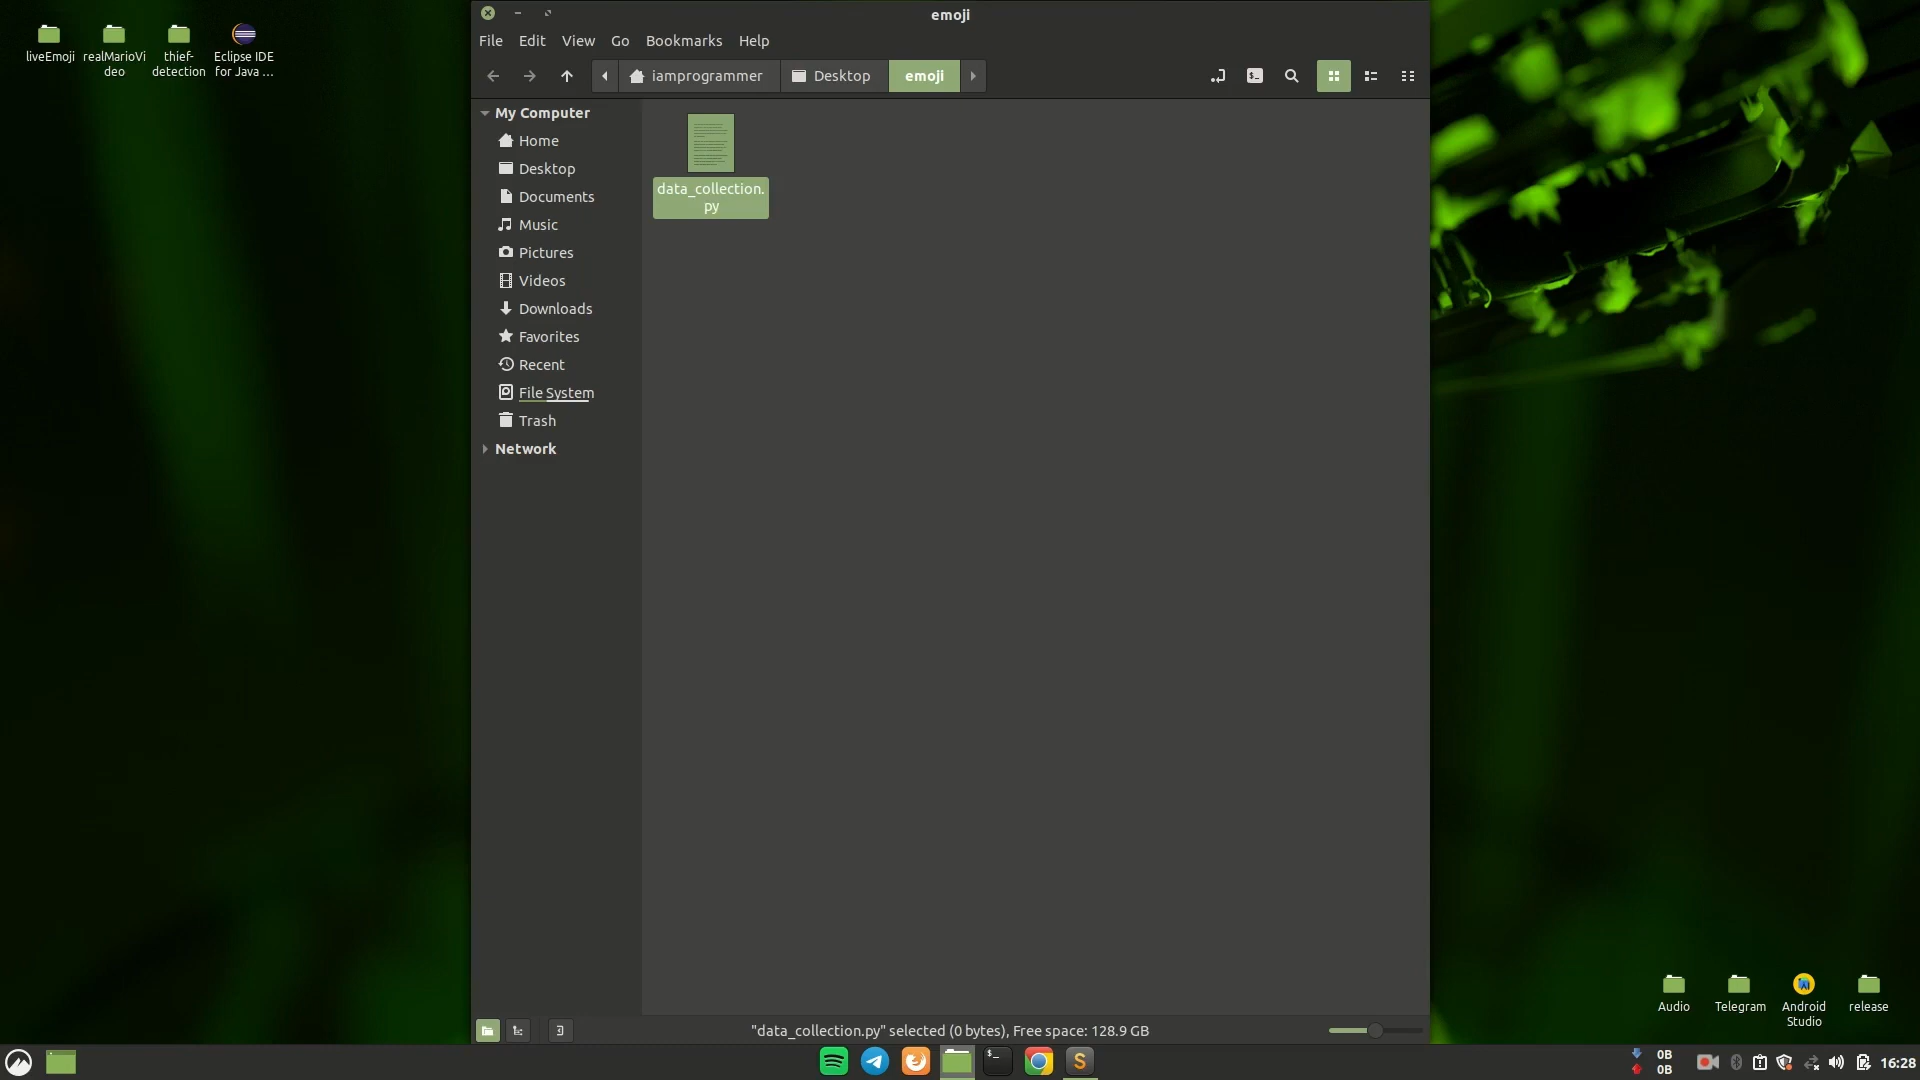 emoji
File Edit View Go Bookmarks Help
iamprogrammer Desktop emoji
My Computer
Home
Desktop
Documents
Music
Pictures
Videos
Downloads
Favorites
Recent
File System
Trash
Network
data_collection.
py
"data_collection.py" selected (0 bytes), Free space: 128.9 GB
liveEmoji
realMarioVi
deo
thief-
detection
Eclipse IDE
for Java ...
Audio
Telegram
Android
Studio
release
0B
0B
16:28